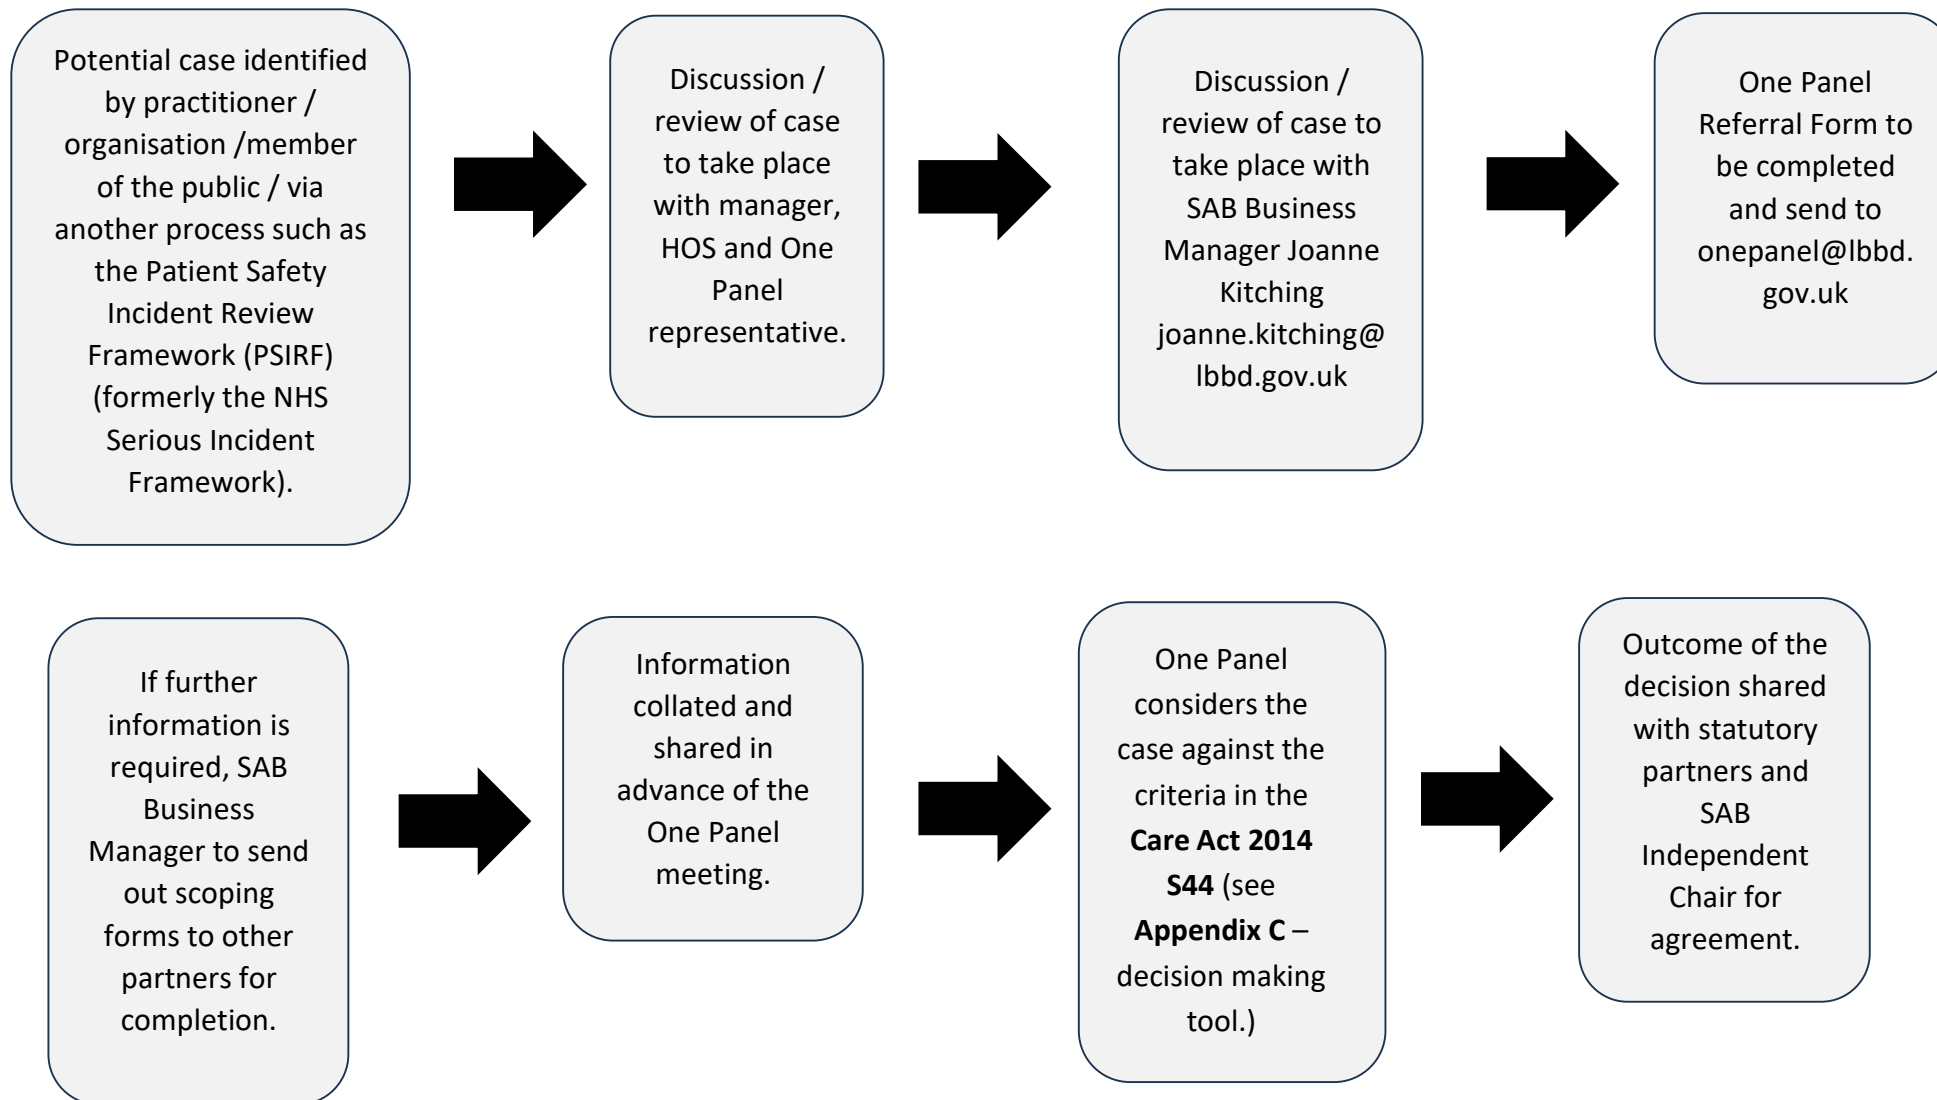 Potential case identified
by practitioner /
organisation /member
of the public / via
another process such as
the Patient Safety
Incident Review
Framework (PSIRF)
(formerly the NHS
Serious Incident
Framework).
Discussion /
review of case
to take place
with manager,
HOS and One
Panel
representative.
Discussion /
review of case to
take place with
SAB Business
Manager Joanne
Kitching
joanne.kitching@
lbbd.gov.uk
One Panel
Referral Form to
be completed
and send to
onepanel@lbbd.
gov.uk
If further
information is
required, SAB
Business
Manager to send
out scoping
forms to other
partners for
completion.
Information
collated and
shared in
advance of the
One Panel
meeting.
One Panel
considers the
case against the
criteria in the
Care Act 2014
S44 (see
Appendix C –
decision making
tool.)
Outcome of the
decision shared
with statutory
partners and
SAB
Independent
Chair for
agreement.